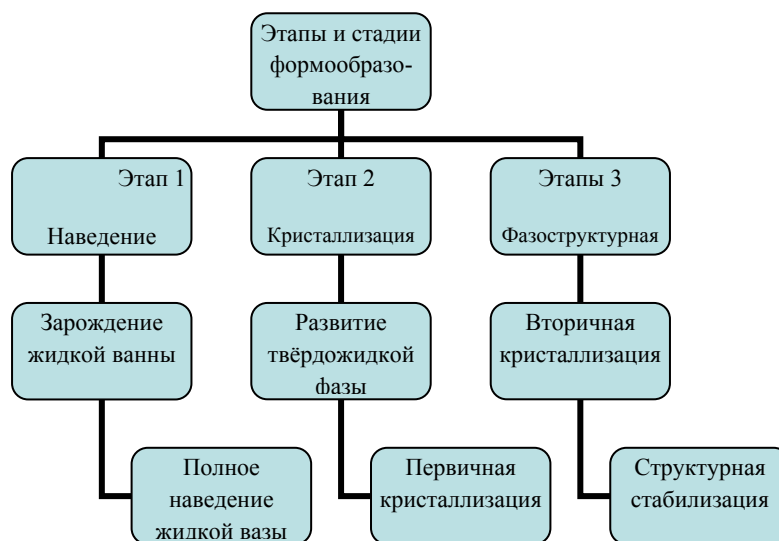 Этапы и стадии
формообразо-
вания
Этап 1
Наведение
Этап 2
Кристаллизация
Этапы 3
Фазоструктурная
Зарождение
жидкой ванны
Развитие
твёрдожидкой
фазы
Вторичная
кристаллизация
Полное
наведение
жидкой вазы
Первичная
кристаллизация
Структурная
стабилизация